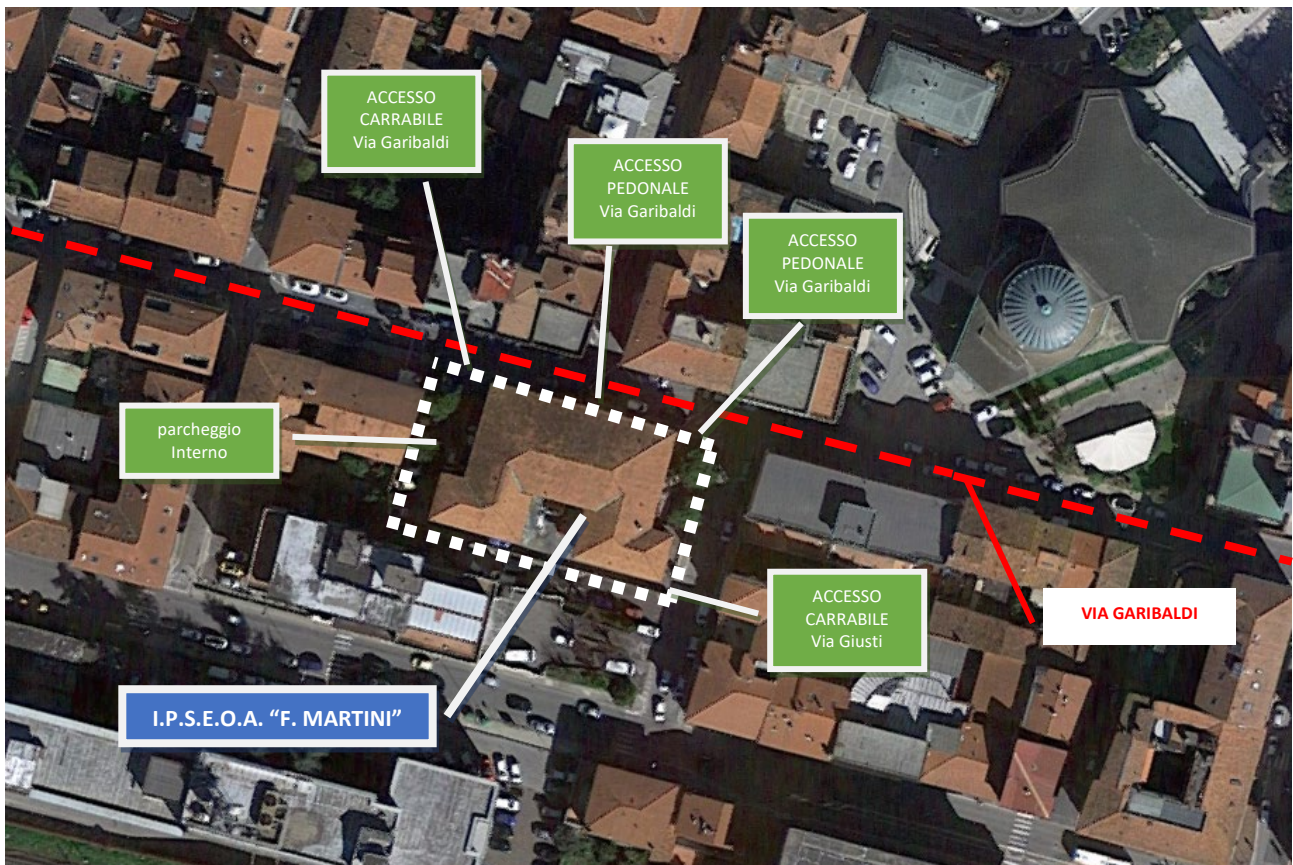 ACCESSO
CARRABILE
Via Garibaldi
ACCESSO
PEDONALE
Via Garibaldi
ACCESSO
PEDONALE
Via Garibaldi
parcheggio
Interno
ACCESSO
CARRABILE
Via Giusti
VIA GARIBALDI
I.P.S.E.O.A. “F. MARTINI”